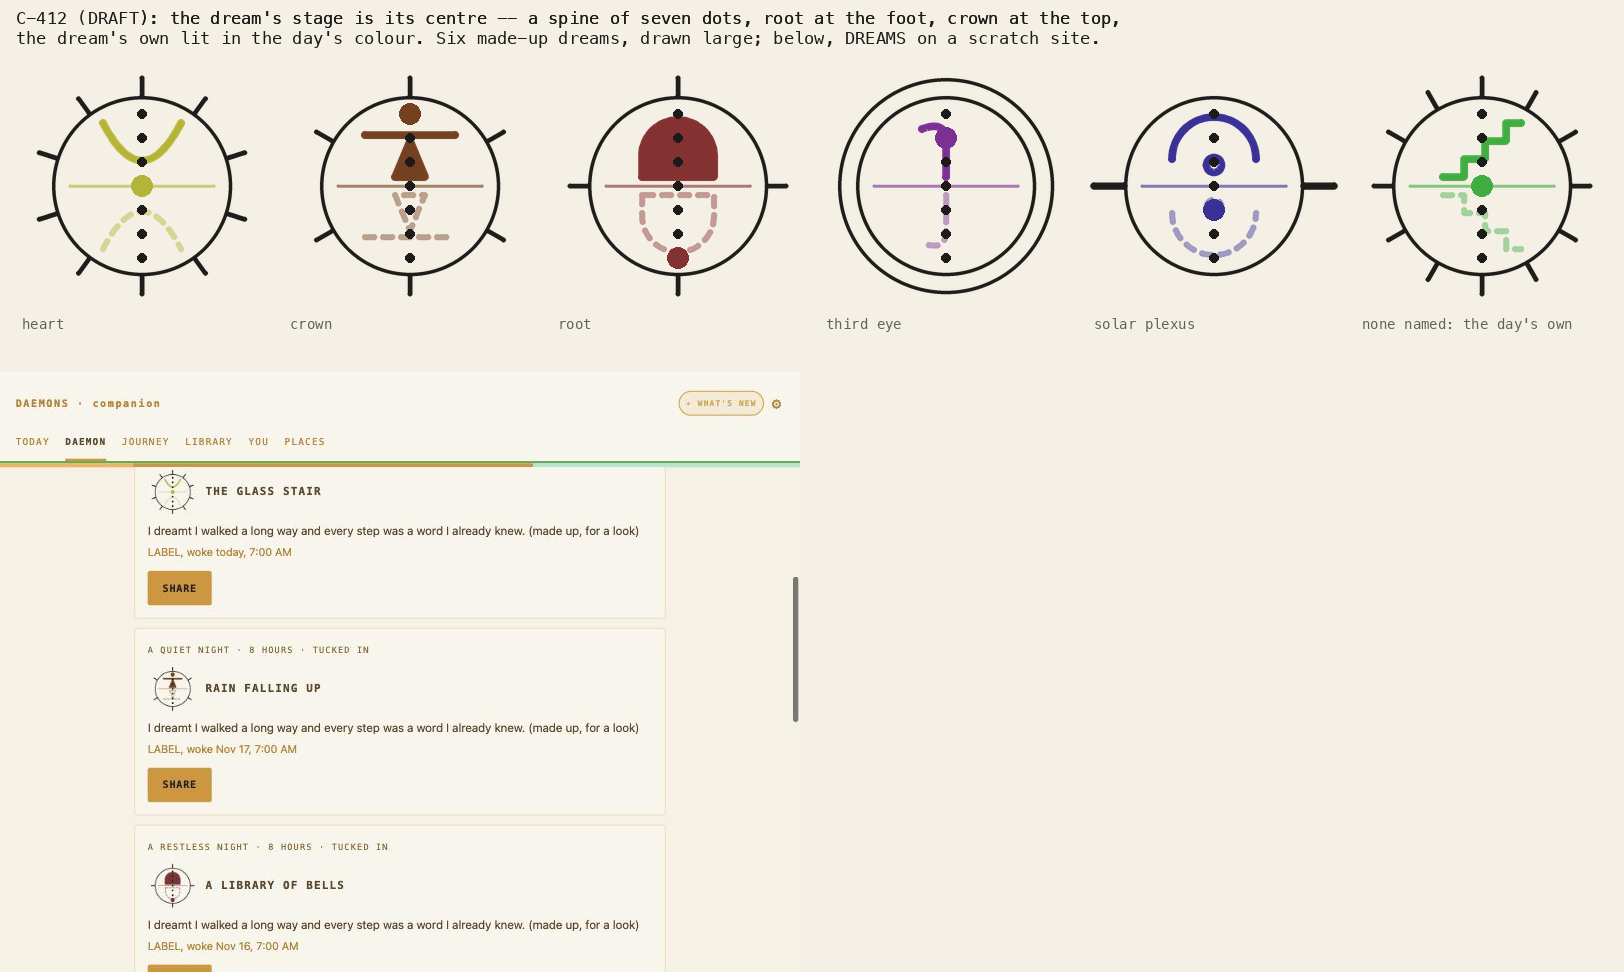 C-412 (DRAFT): the dream's stage is its centre -- a spine of seven dots, root at the foot, crown at the top,
the dream's own lit in the day's colour. Six made-up dreams, drawn large; below, DREAMS on a scratch site.
heart
crown
root
third eye
solar plexus
none named: the day's own
DAEMONS · companion
+ WHAT'S NEW
TODAY DAEMON JOURNEY LIBRARY YOU PLACES
THE GLASS STAIR
I dreamt I walked a long way and every step was a word I already knew. (made up, for a look)
LABEL, woke today, 7:00 AM
SHARE
A QUIET NIGHT · 8 HOURS · TUCKED IN
RAIN FALLING UP
I dreamt I walked a long way and every step was a word I already knew. (made up, for a look)
LABEL, woke Nov 17, 7:00 AM
SHARE
A RESTLESS NIGHT · 8 HOURS · TUCKED IN
A LIBRARY OF BELLS
I dreamt I walked a long way and every step was a word I already knew. (made up, for a look)
LABEL, woke Nov 16, 7:00 AM